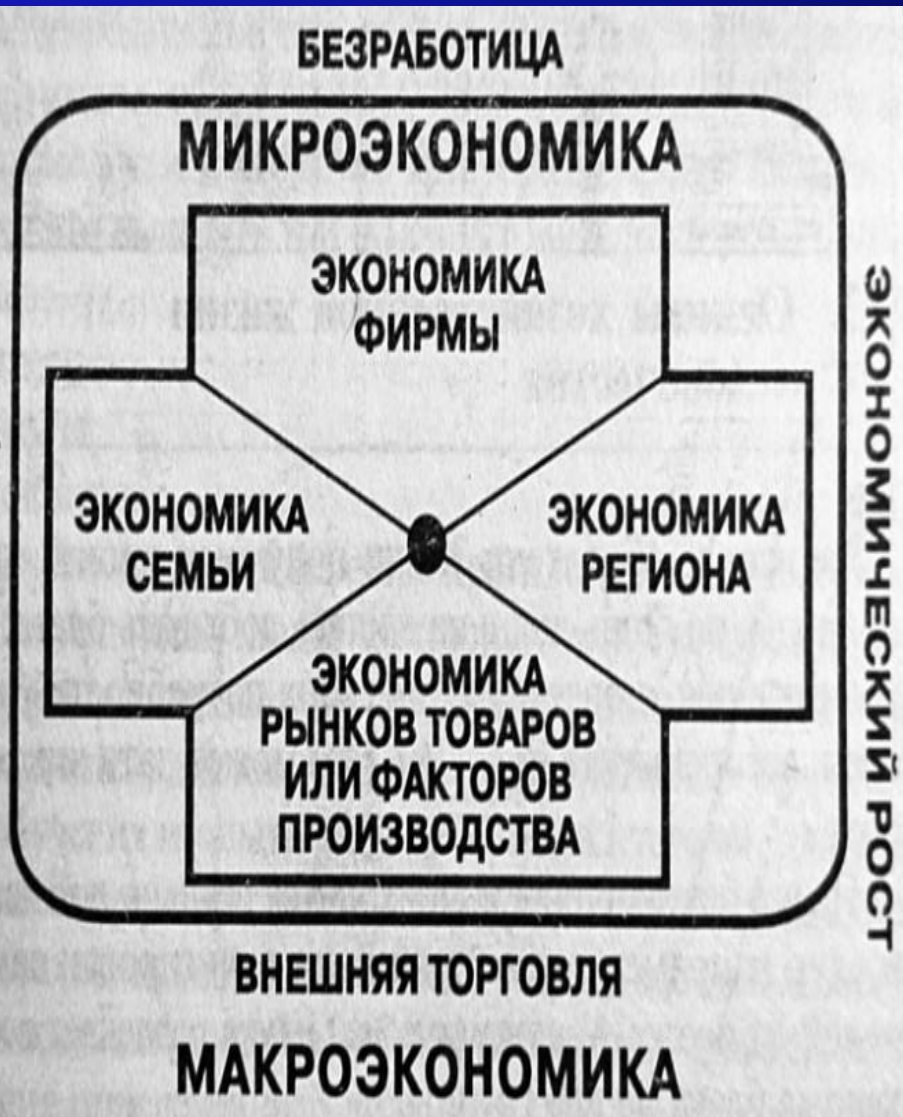 БЕЗРАБОТИЦА
МИКРОЭКОНОМИКА
ЭКОНОМИКА
ФИРМЫ
ЭКОНОМИКА
СЕМЬИ
ЭКОНОМИКА
РЕГИОНА
ЭКОНОМИКА
РЫНКОВ ТОВАРОВ
ИЛИ ФАКТОРОВ
ПРОИЗВОДСТВА
ЭКОНОМИЧЕСКИЙ РОСТ
ВНЕШНЯЯ ТОРГОВЛЯ
МАКРОЭКОНОМИКА